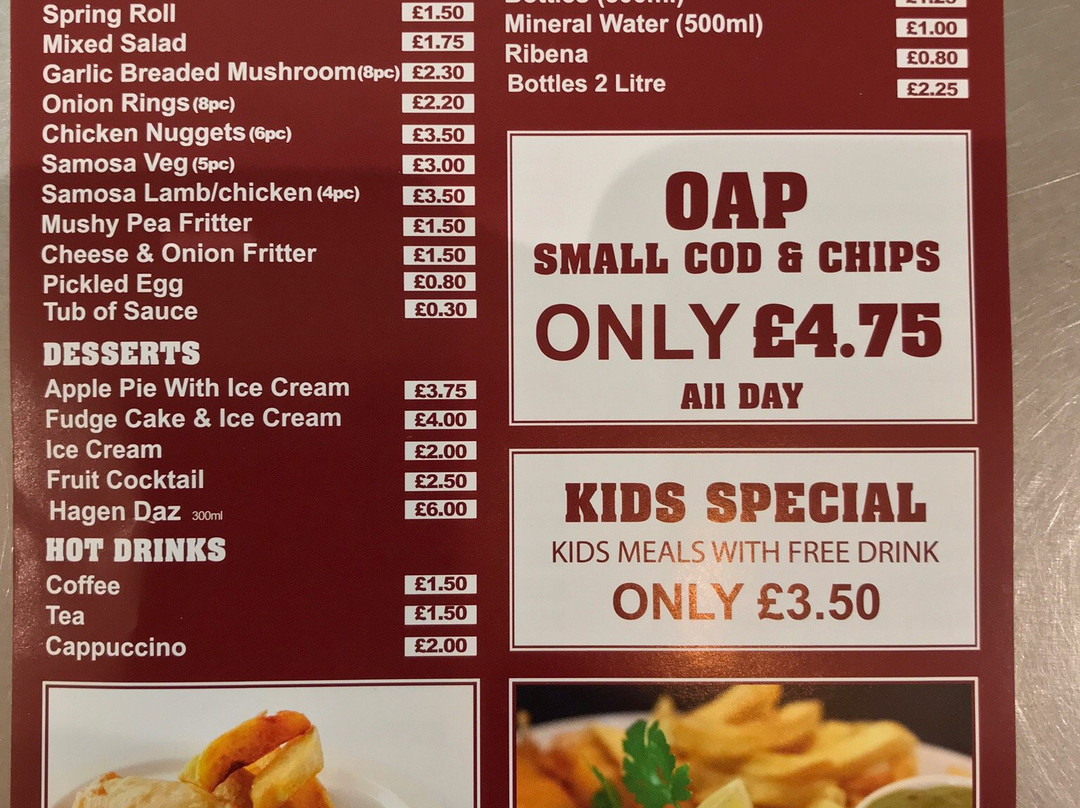 Spring Roll £1.50
Mixed Salad £1.75
Garlic Breaded Mushroom(8pc) £2.30
Onion Rings (8pc) £2.20
Chicken Nuggets (6pc) £3.50
Samosa Veg (5pc) £3.00
Samosa Lamb/chicken (4pc) £3.50
Mushy Pea Fritter £1.50
Cheese & Onion Fritter £1.50
Pickled Egg £0.80
Tub of Sauce £0.30
DESSERTS
Apple Pie With Ice Cream £3.75
Fudge Cake & Ice Cream £4.00
Ice Cream £2.00
Fruit Cocktail £2.50
Hagen Daz 300ml £6.00
HOT DRINKS
Coffee £1.50
Tea £1.50
Cappuccino £2.00
Mineral Water (500ml) £1.00
Ribena £0.80
Bottles 2 Litre £2.25
OAP
SMALL COD & CHIPS
ONLY £4.75
All DAY
KIDS SPECIAL
KIDS MEALS WITH FREE DRINK
ONLY £3.50